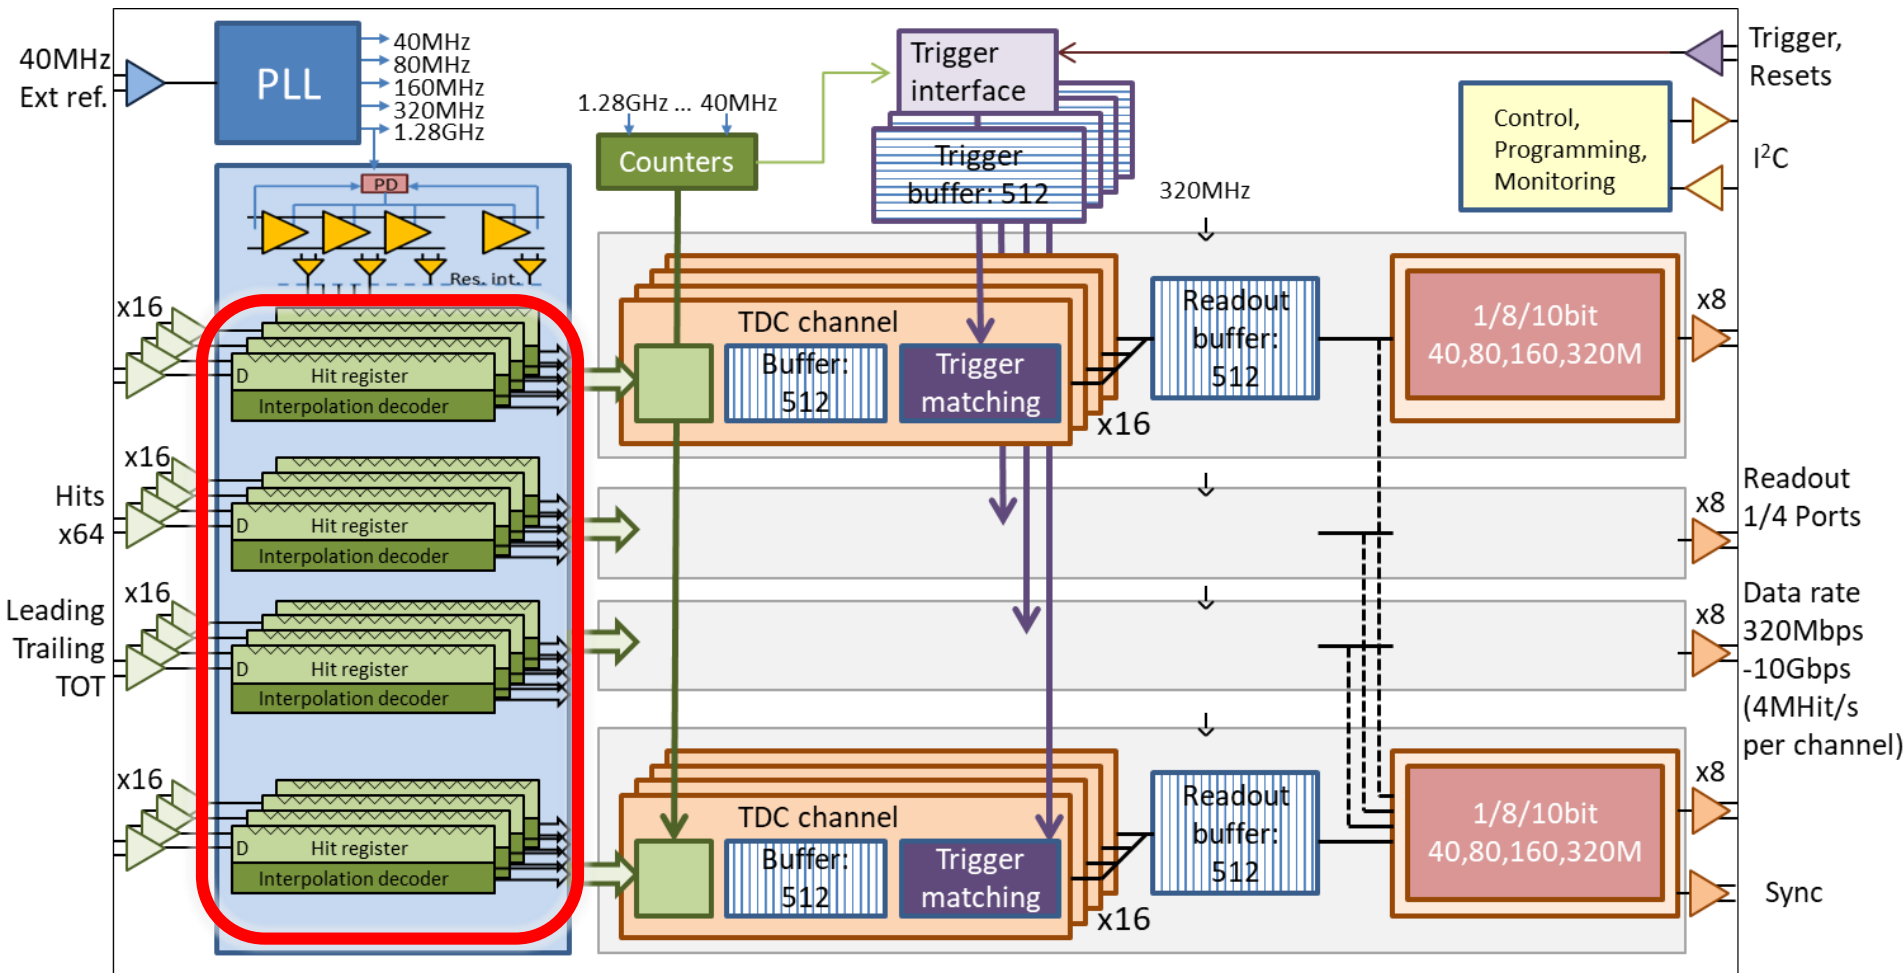 40MHz
Ext ref.
PLL
40MHz
80MHz
160MHz
320MHz
1.28GHz
PD
Res. int.
1.28GHz ... 40MHz
Counters
Trigger
interface
Trigger
buffer: 512
320MHz
Control,
Programming,
Monitoring
Trigger,
Resets
I²C
x16
D
Hit register
Interpolation decoder
TDC channel
Buffer:
512
Trigger
matching
x16
Readout
buffer:
512
1/8/10bit
40,80,160,320M
x8
Hits
x64
x16
D
Hit register
Interpolation decoder
x8
Readout
1/4 Ports
Leading
Trailing
TOT
x16
D
Hit register
Interpolation decoder
x8
Data rate
320Mbps
-10Gbps
(4MHit/s
per channel)
x16
D
Hit register
Interpolation decoder
TDC channel
Buffer:
512
Trigger
matching
x16
Readout
buffer:
512
1/8/10bit
40,80,160,320M
x8
Sync